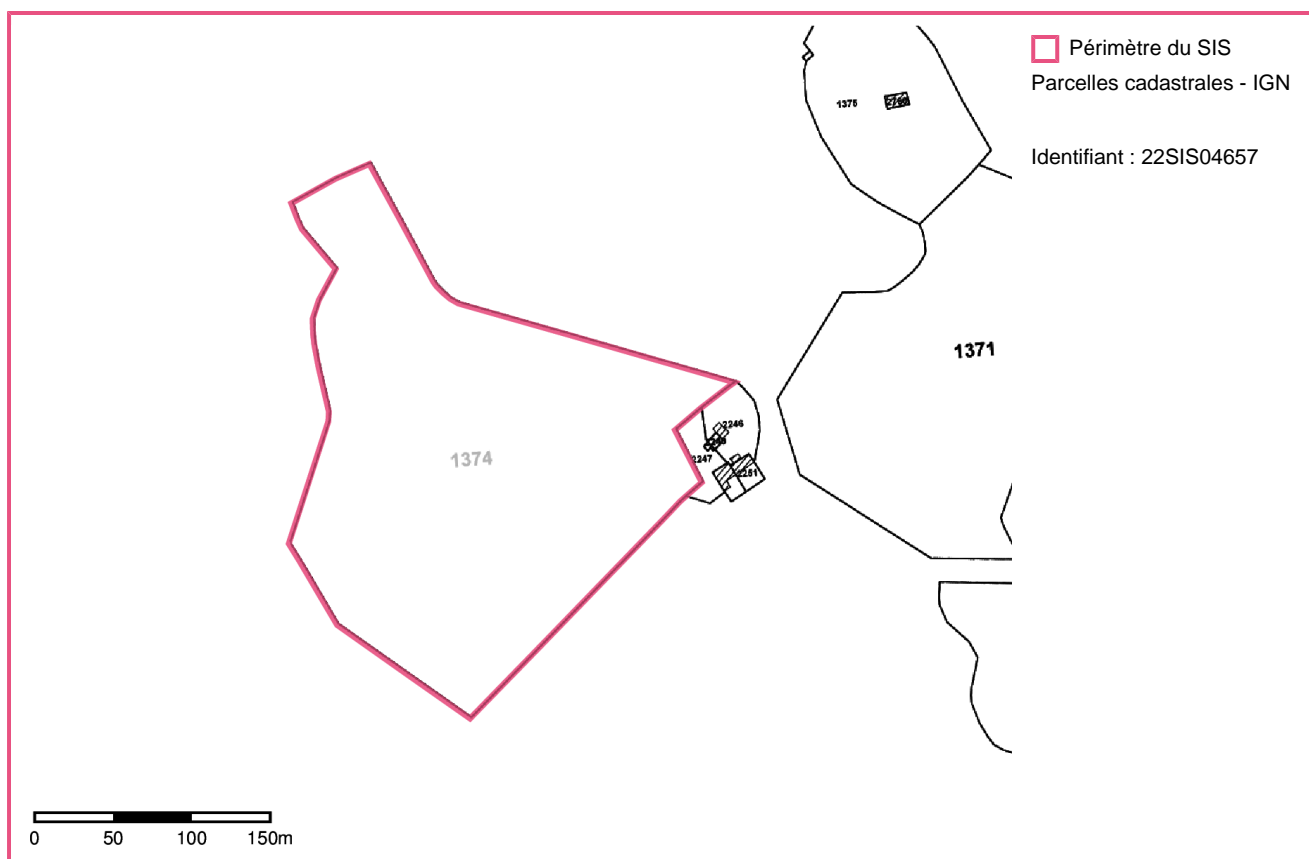 Périmètre du SIS
Parcelles cadastrales - IGN
Identifiant : 22SIS04657
1375
1371
2246
1374
2247
2251
0 50 100 150m